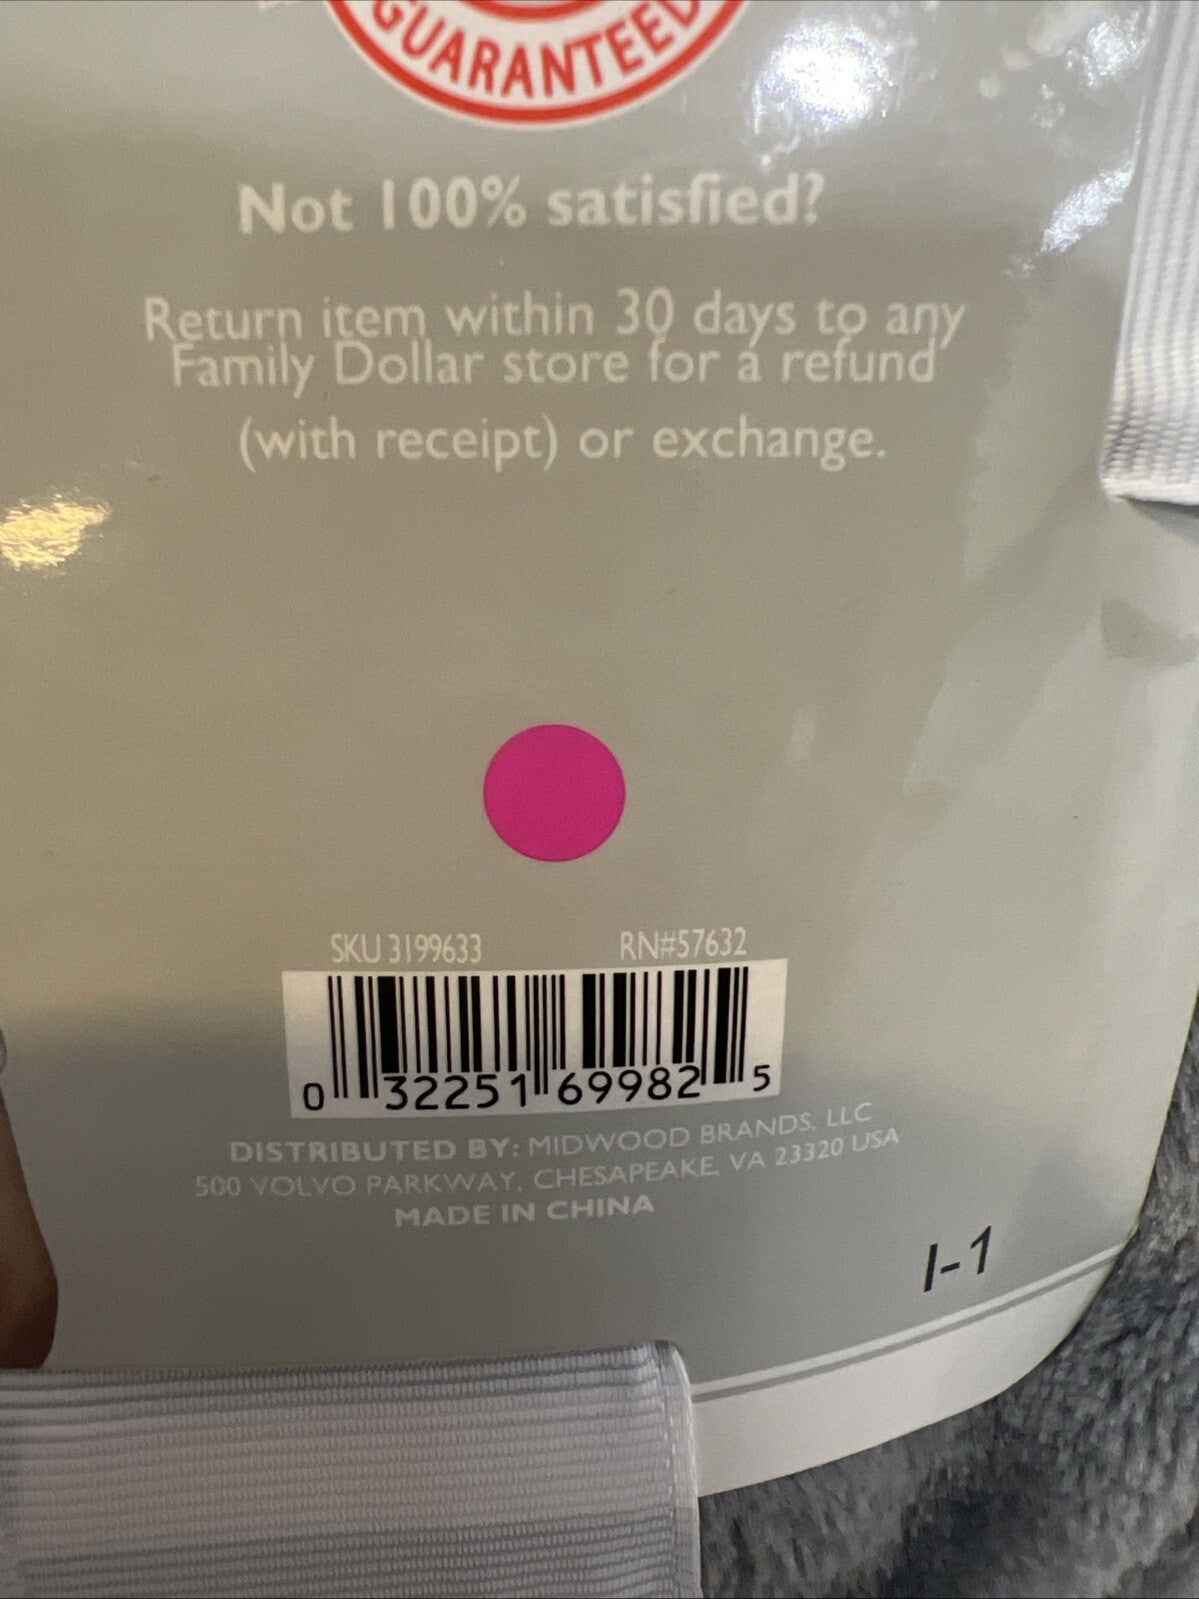 GUARANTEED
Not 100% satisfied?
Return item within 30 days to any
Family Dollar store for a refund
(with receipt) or exchange.
SKU 3199633 RN#57632
0 32251 69982 5
DISTRIBUTED BY: MIDWOOD BRANDS, LLC
500 VOLVO PARKWAY, CHESAPEAKE, VA 23320 USA
MADE IN CHINA
I-1